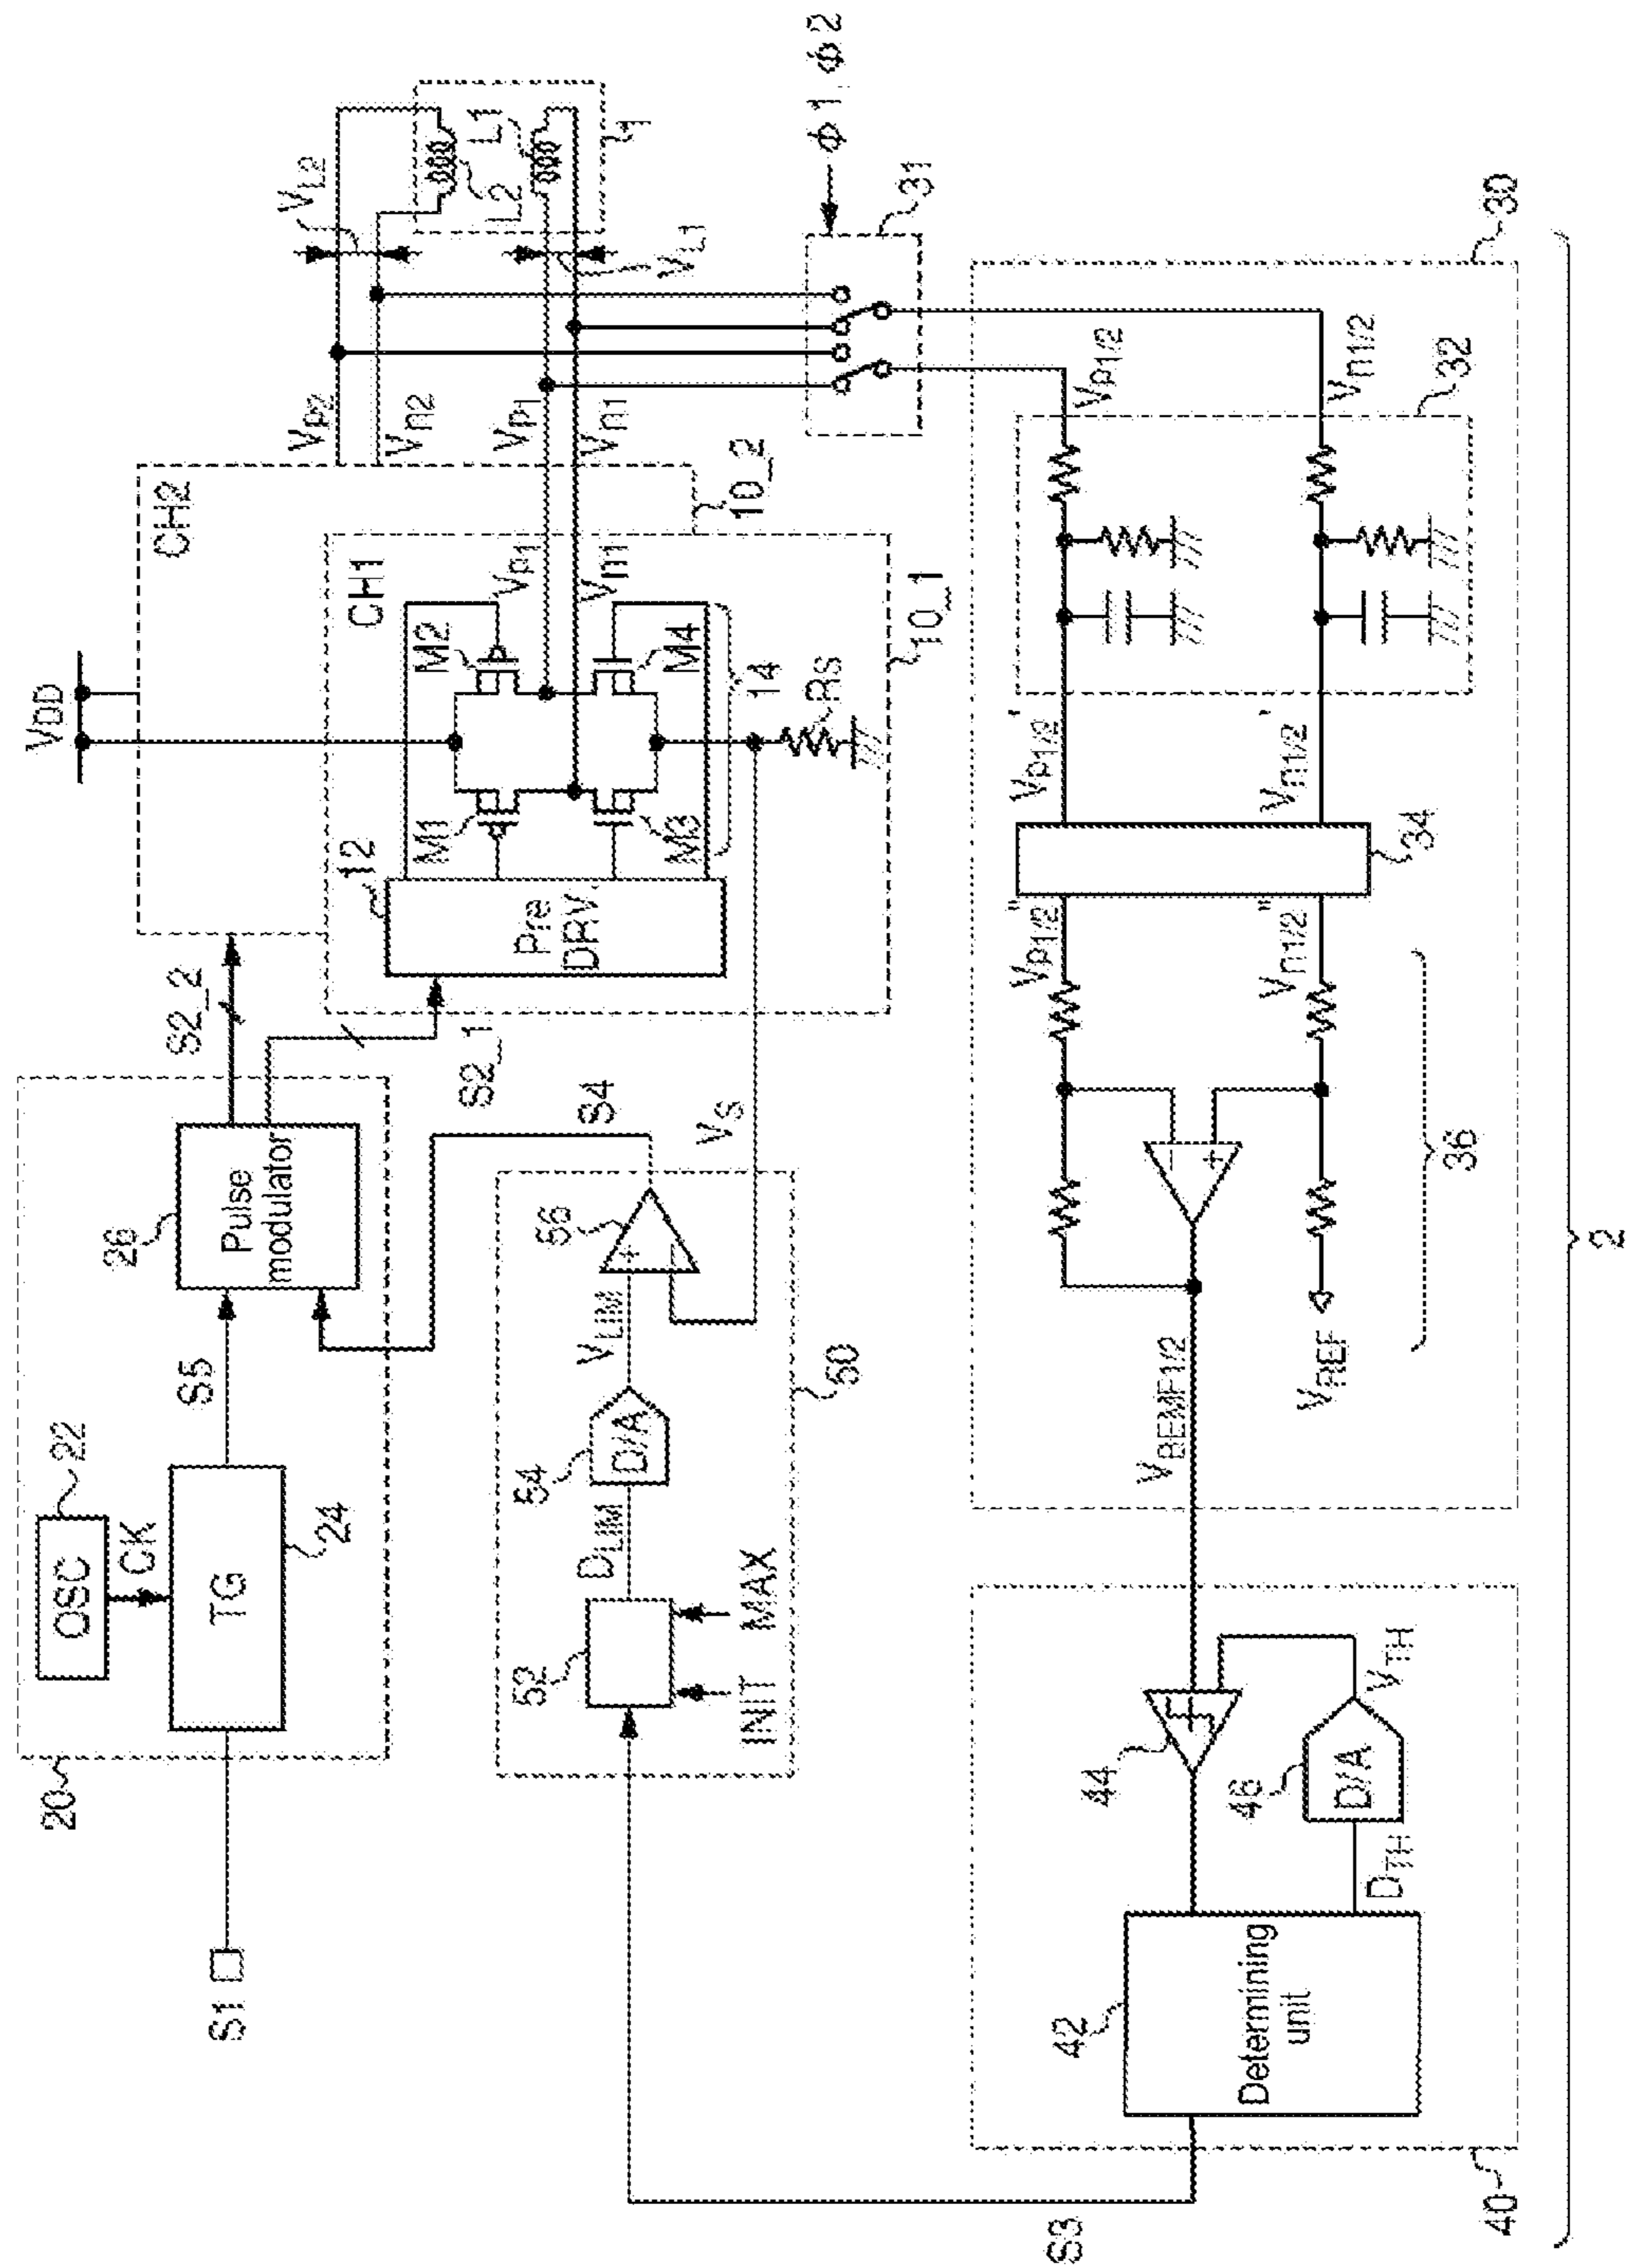 VDD
CH2
VP2
Vn2
VL2
L2
L1
1
VL1
VP1
Vn1
10_2
CH1
M2
VP1
Vn1
M1
M3
M4
14
Rs
10_1
12
Pre
DRV
S2_2
S2_1
26
Pulse
modulator
S5
OSC
22
CK
TG
24
20
S1
S4
VS
56
+
−
VLIM
54
D/A
DLIM
52
INIT
MAX
50
ϕ1, ϕ2
31
30
VP1/2
Vn1/2
32
VP1/2'
Vn1/2'
34
VP1/2"
Vn1/2"
36
−
+
VREF
VBEMF1/2
44
46
D/A
VTH
DTH
42
Determining
unit
40
S3
2